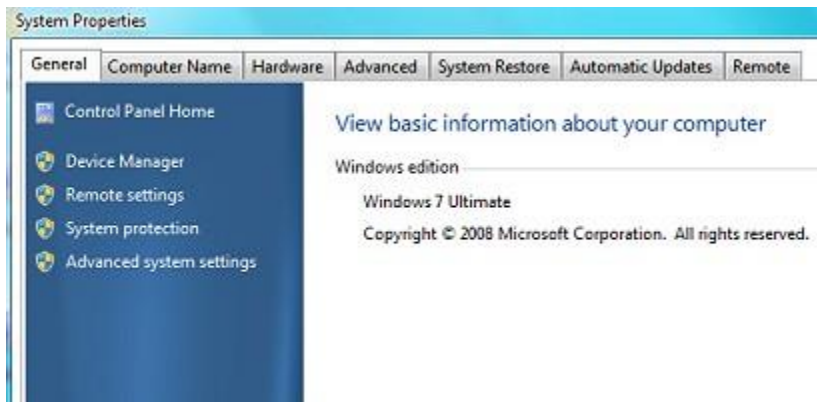 System Properties
General Computer Name Hardware Advanced System Restore Automatic Updates Remote
Control Panel Home
Device Manager
Remote settings
System protection
Advanced system settings
View basic information about your computer
Windows edition
Windows 7 Ultimate
Copyright © 2008 Microsoft Corporation. All rights reserved.